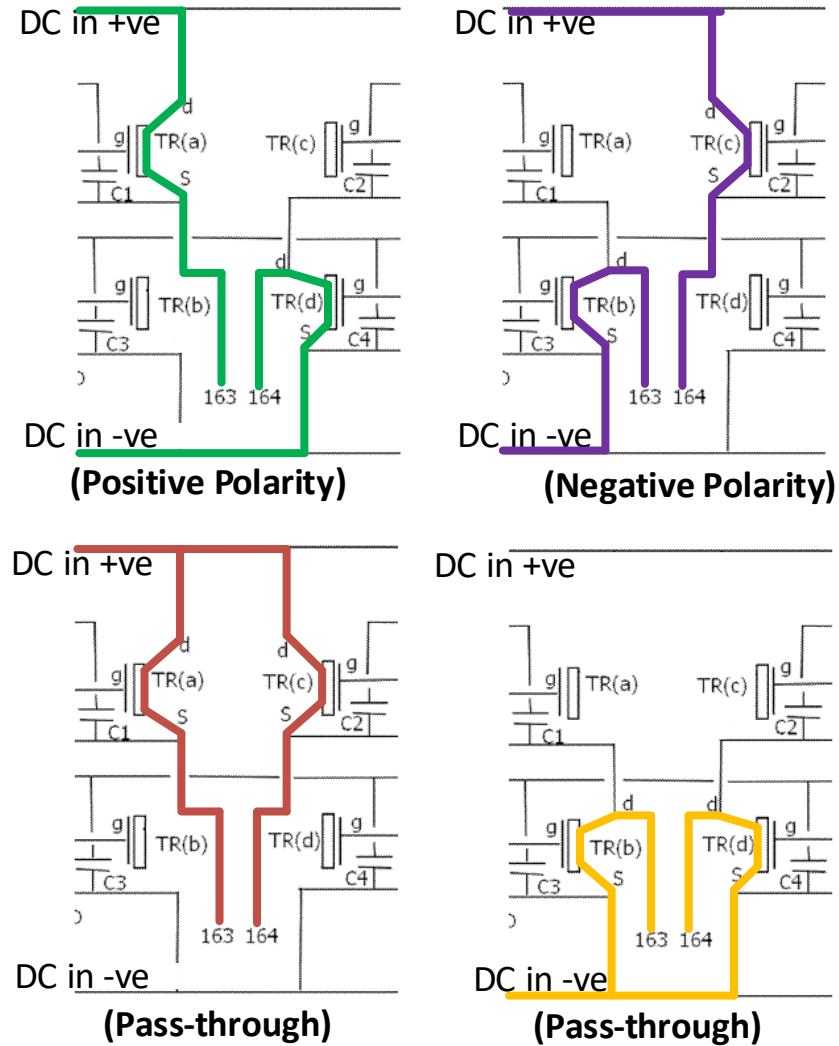 DC in +ve
d
g
TR(a)
TR(c)
g
S
C1
C2
d
g
TR(b)
TR(d)
g
S
C3
C4
163 164
DC in -ve
(Positive Polarity)
DC in +ve
d
g
TR(a)
TR(c)
g
S
C1
C2
d
g
TR(b)
TR(d)
g
S
C3
C4
163 164
DC in -ve
(Negative Polarity)
DC in +ve
d
g
TR(a)
TR(c)
g
S
S
C1
C2
g
TR(b)
TR(d)
g
C3
C4
163 164
DC in -ve
(Pass-through)
DC in +ve
g
TR(a)
TR(c)
g
C1
C2
d
d
g
TR(b)
TR(d)
g
S
S
C3
C4
163 164
DC in -ve
(Pass-through)